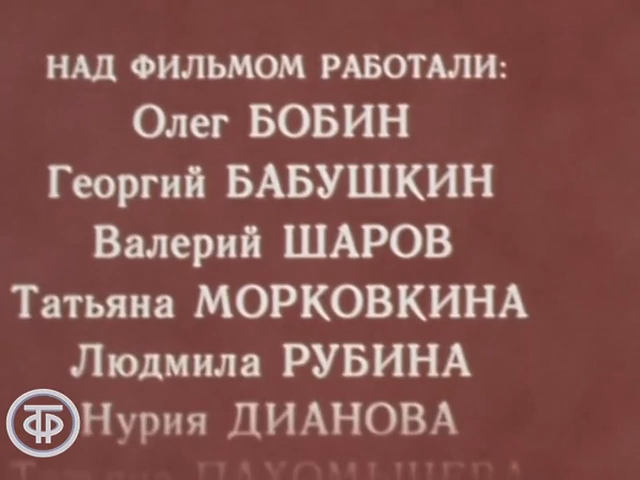 НАД ФИЛЬМОМ РАБОТАЛИ:
Олег БОБИН
Георгий БАБУШКИН
Валерий ШАРОВ
Татьяна МОРКОВКИНА
Людмила РУБИНА
Нурия ДИАНОВА